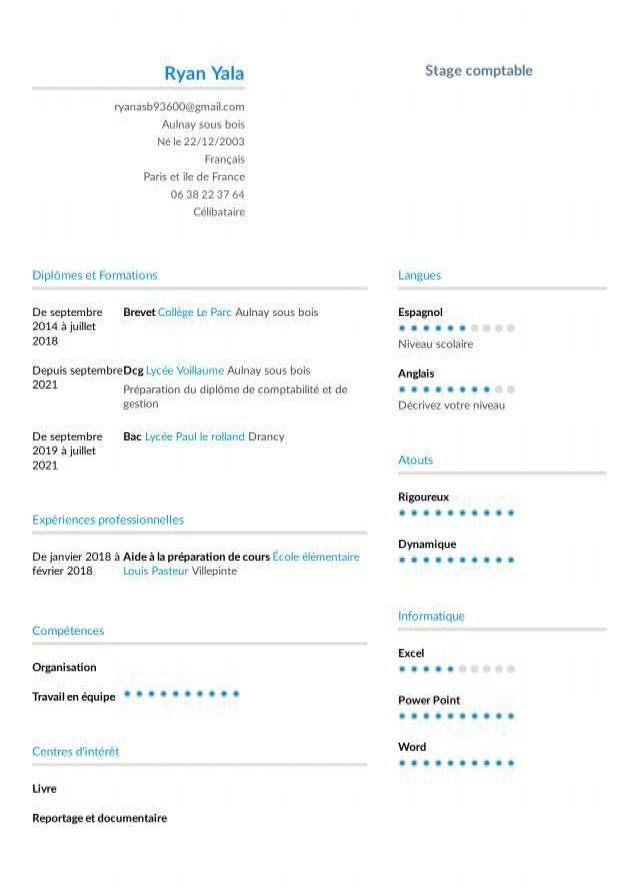 Ryan Yala
Stage comptable
ryanasb93600@gmail.com
Aulnay sous bois
Né le 22/12/2003
Français
Paris et île de France
06 38 22 37 64
Célibataire
Diplômes et Formations
De septembre 2014 à juillet 2018
Brevet Collège Le Parc Aulnay sous bois
Depuis septembre 2021
Dcg Lycée Voillaume Aulnay sous bois
Préparation du diplôme de comptabilité et de
gestion
De septembre 2019 à juillet 2021
Bac Lycée Paul le rolland Drancy
Expériences professionnelles
De janvier 2018 à février 2018
Aide à la préparation de cours École élémentaire
Louis Pasteur Villepinte
Compétences
Organisation
Travail en équipe
Centres d'intérêt
Livre
Reportage et documentaire
Langues
Espagnol
Niveau scolaire
Anglais
Décrivez votre niveau
Atouts
Rigoureux
Dynamique
Informatique
Excel
Power Point
Word